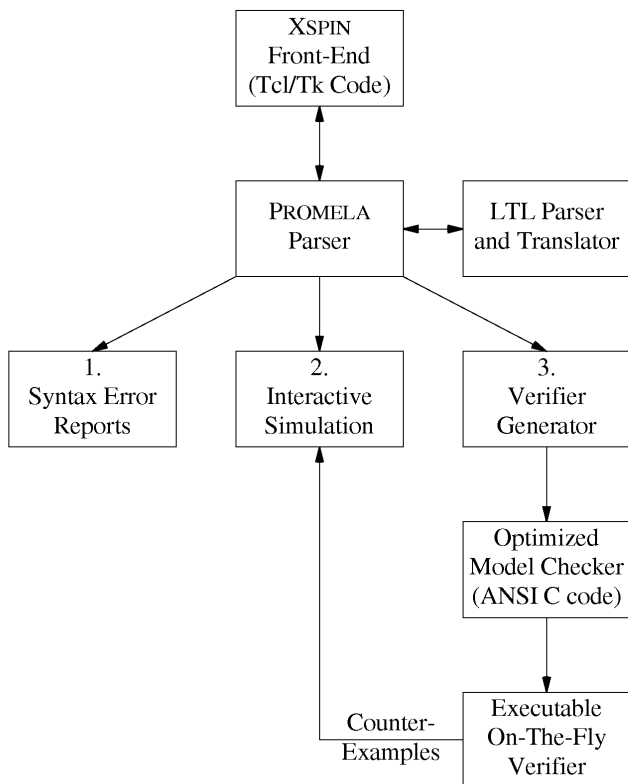 XSPIN
Front-End
(Tcl/Tk Code)
PROMELA
Parser
LTL Parser
and Translator
1.
Syntax Error
Reports
2.
Interactive
Simulation
3.
Verifier
Generator
Optimized
Model Checker
(ANSI C code)
Counter-
Examples
Executable
On-The-Fly
Verifier